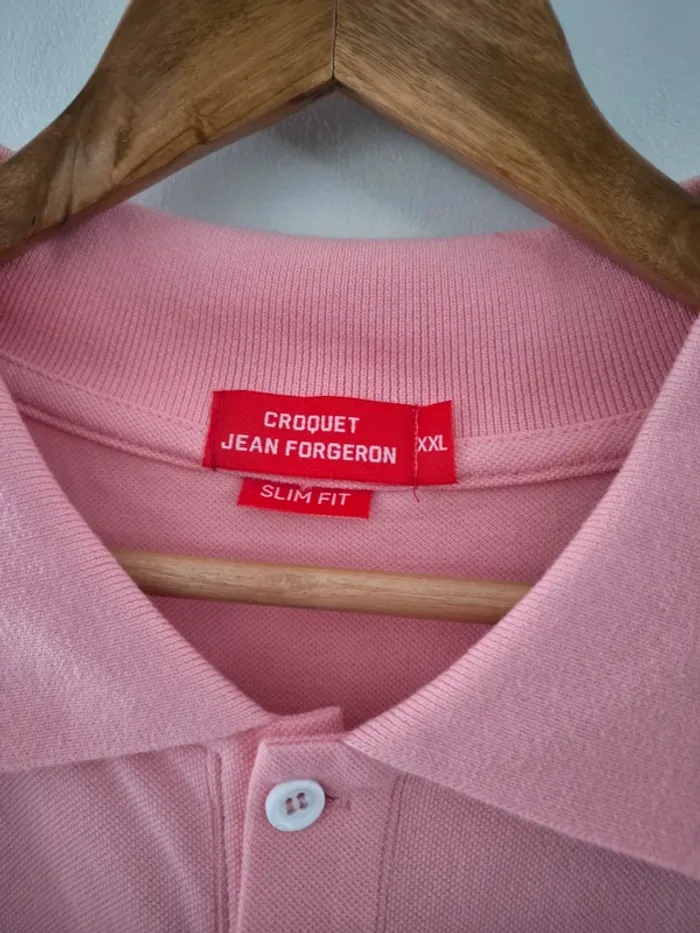 CROQUET
JEAN FORGERON
XXL
SLIM FIT